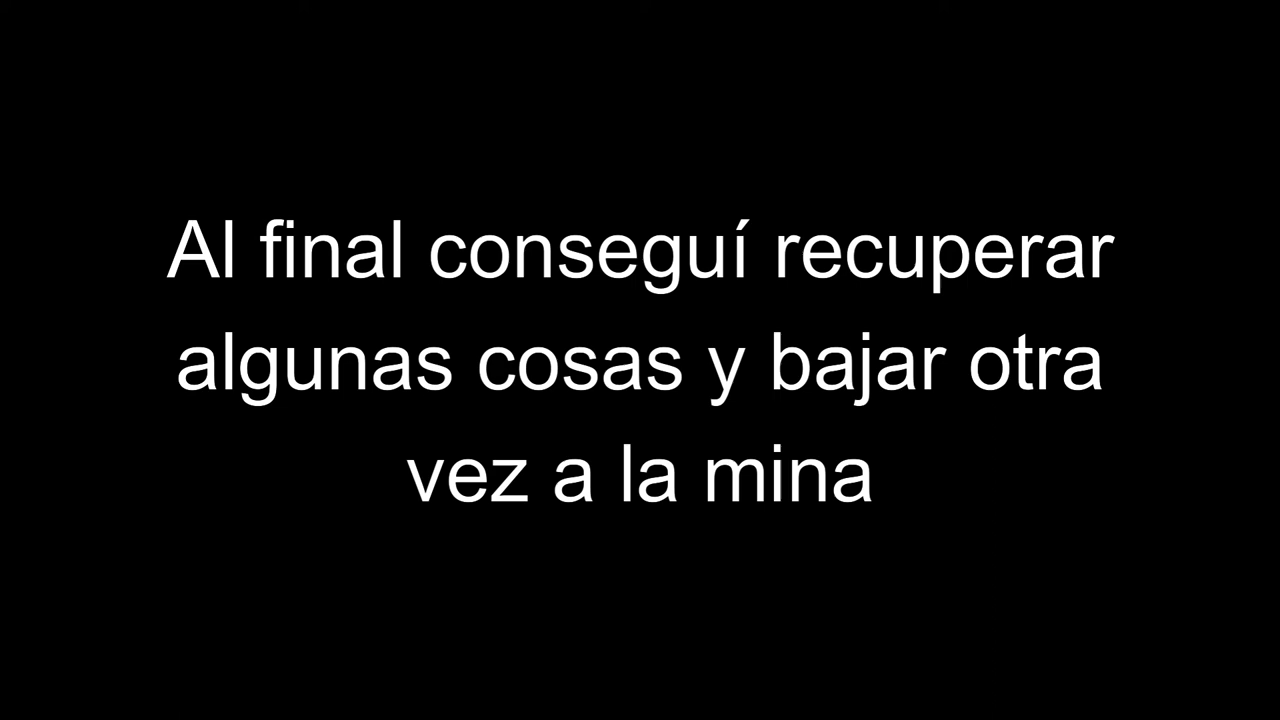 Al final conseguí recuperar
algunas cosas y bajar otra
vez a la mina